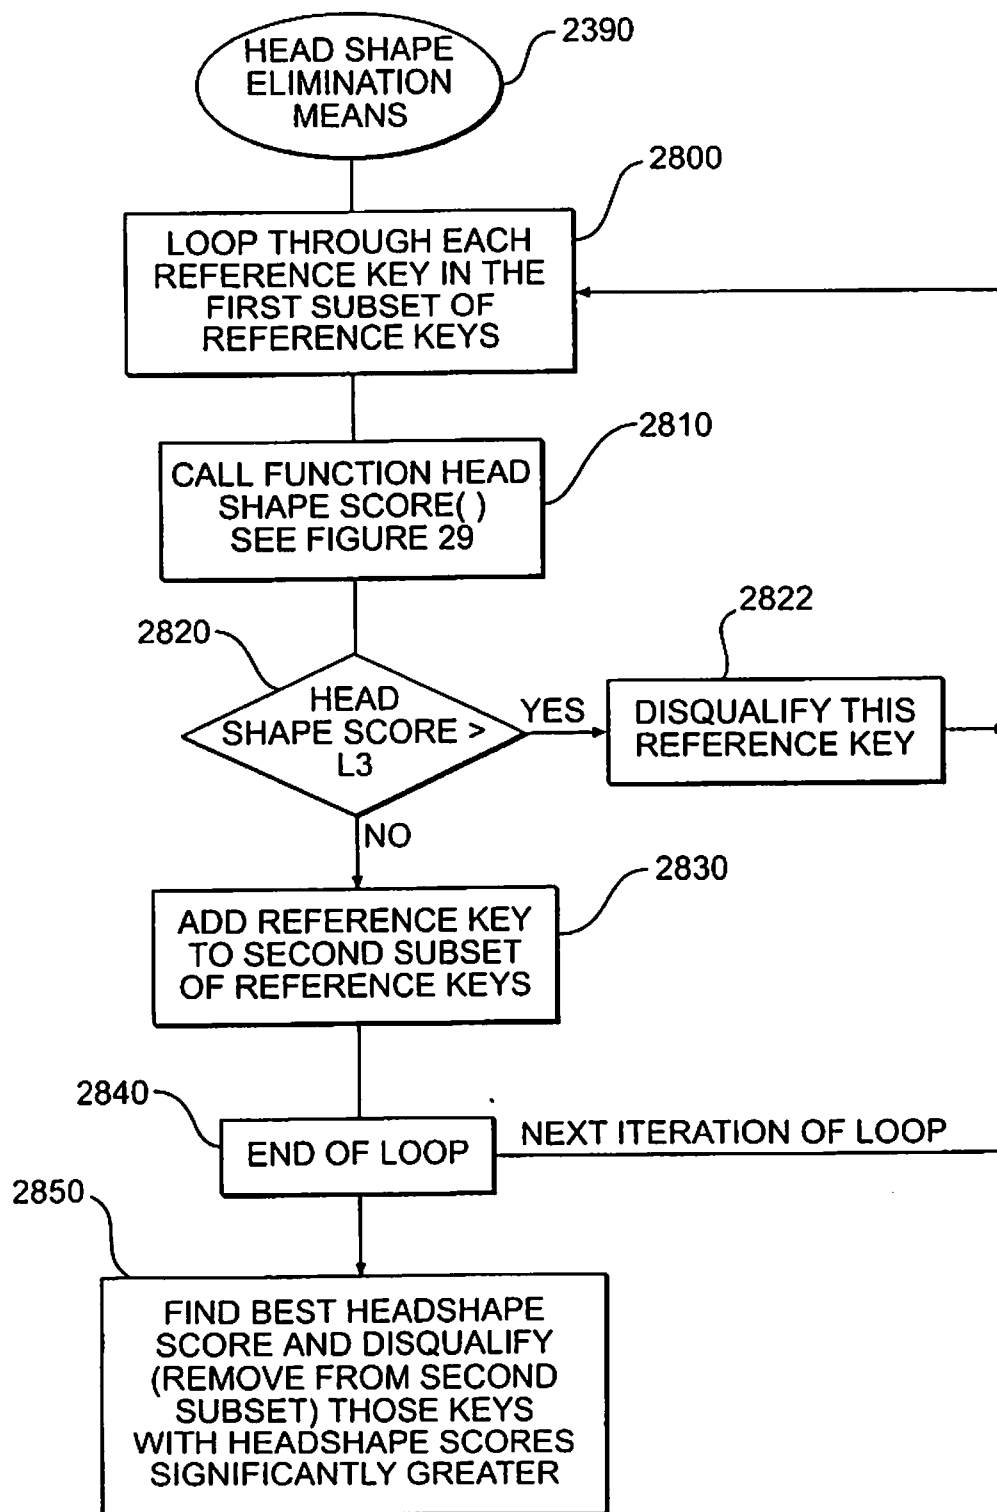 HEAD SHAPE
ELIMINATION
MEANS
2390
2800
LOOP THROUGH EACH
REFERENCE KEY IN THE
FIRST SUBSET OF
REFERENCE KEYS
2810
CALL FUNCTION HEAD
SHAPE SCORE( )
SEE FIGURE 29
2820
HEAD
SHAPE SCORE >
L3
YES
2822
DISQUALIFY THIS
REFERENCE KEY
NO
2830
ADD REFERENCE KEY
TO SECOND SUBSET
OF REFERENCE KEYS
2840
END OF LOOP
NEXT ITERATION OF LOOP
2850
FIND BEST HEADSHAPE
SCORE AND DISQUALIFY
(REMOVE FROM SECOND
SUBSET) THOSE KEYS
WITH HEADSHAPE SCORES
SIGNIFICANTLY GREATER